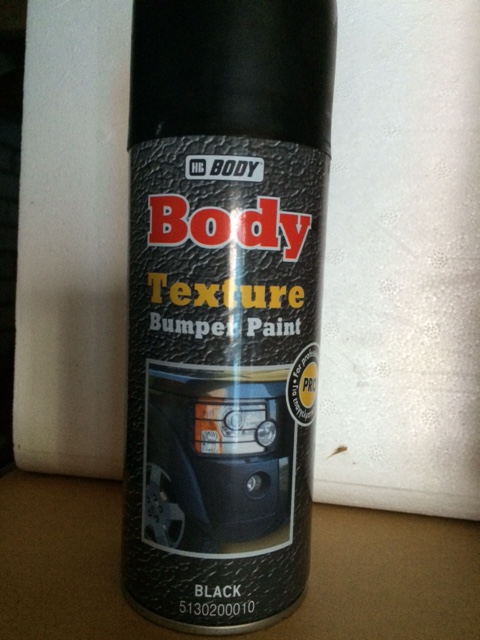 HB BODY
Body
Texture
Bumper Paint
PRO
BLACK
5130200010